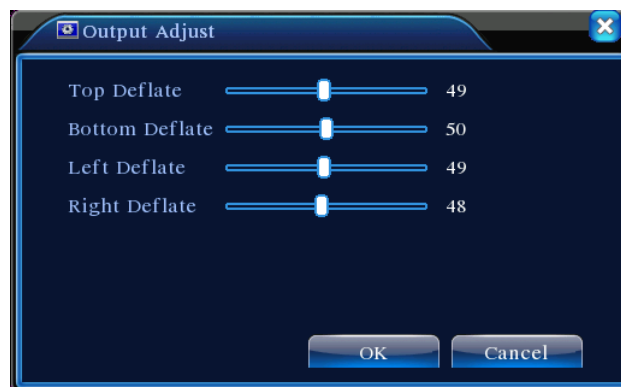 Output Adjust
Top Deflate 49
Bottom Deflate 50
Left Deflate 49
Right Deflate 48
OK Cancel